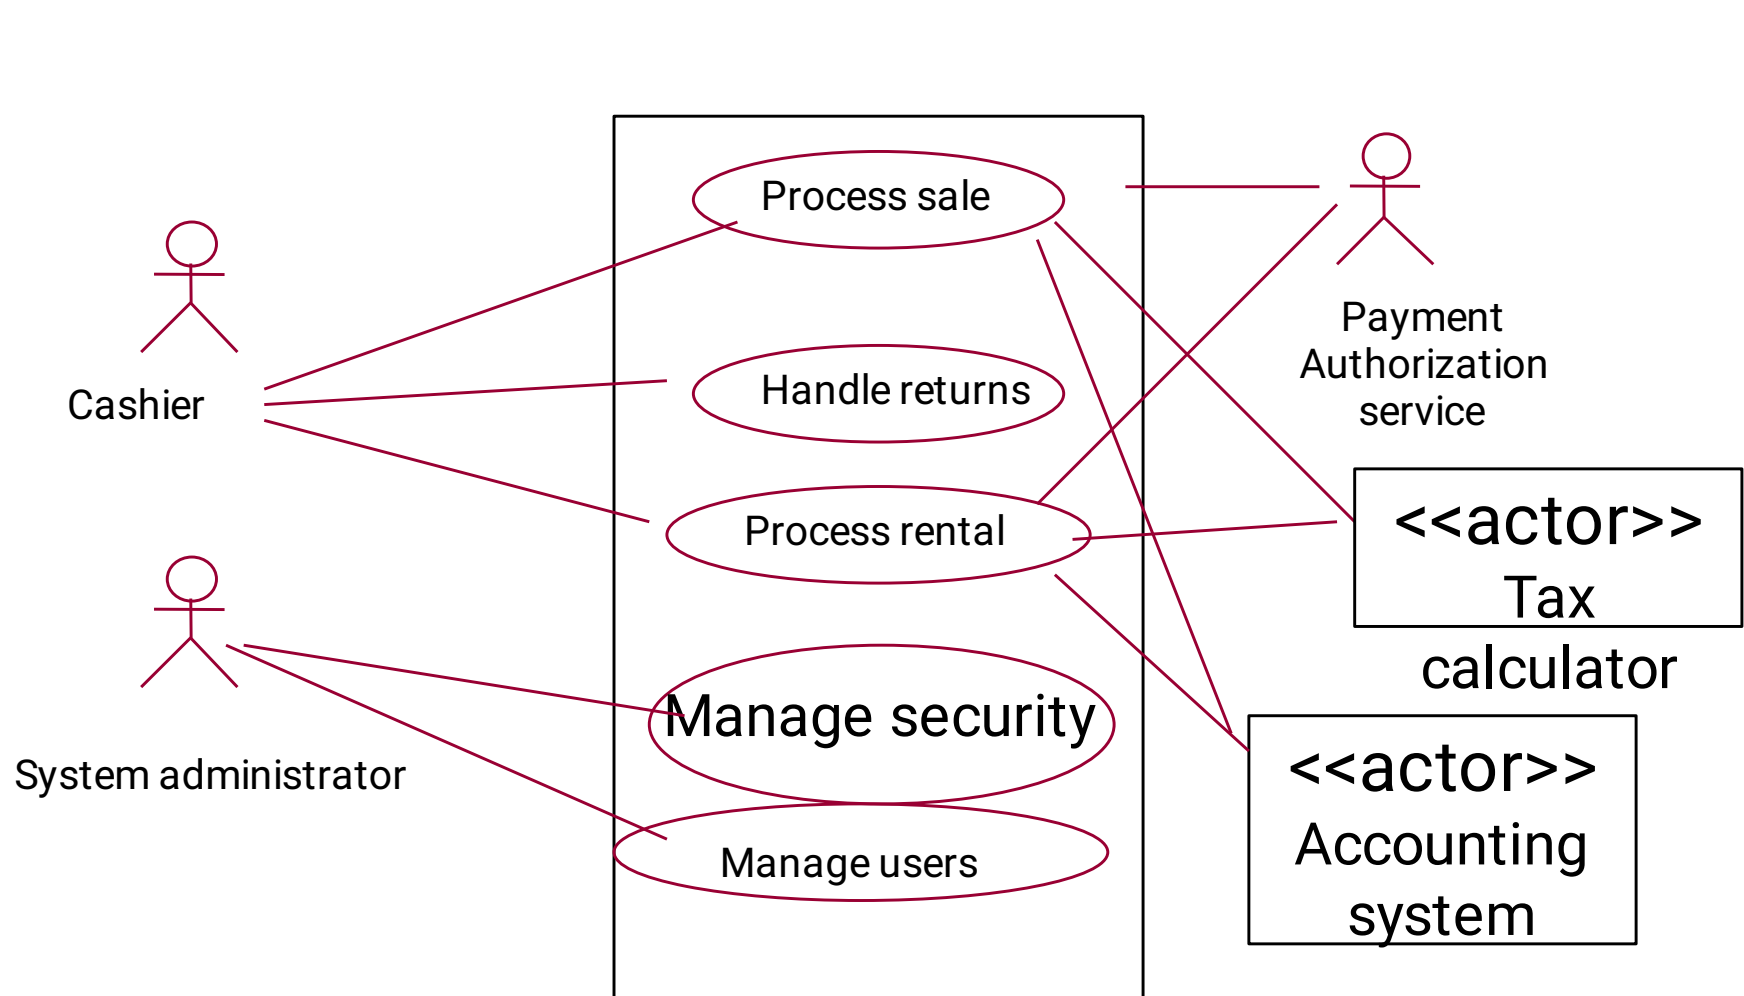 Process sale
Handle returns
Process rental
Manage security
Manage users
Cashier
System administrator
Payment
Authorization
service
<<actor>>
Tax
calculator
<<actor>>
Accounting
system